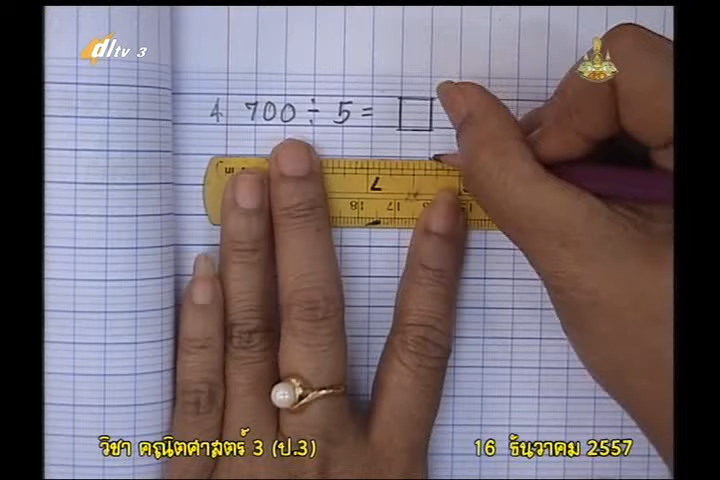 dltv 3
4 700 ÷ 5 = □
7
18 17
วิชา คณิตศาสตร์ 3 (ป.3)
16 ธันวาคม 2557